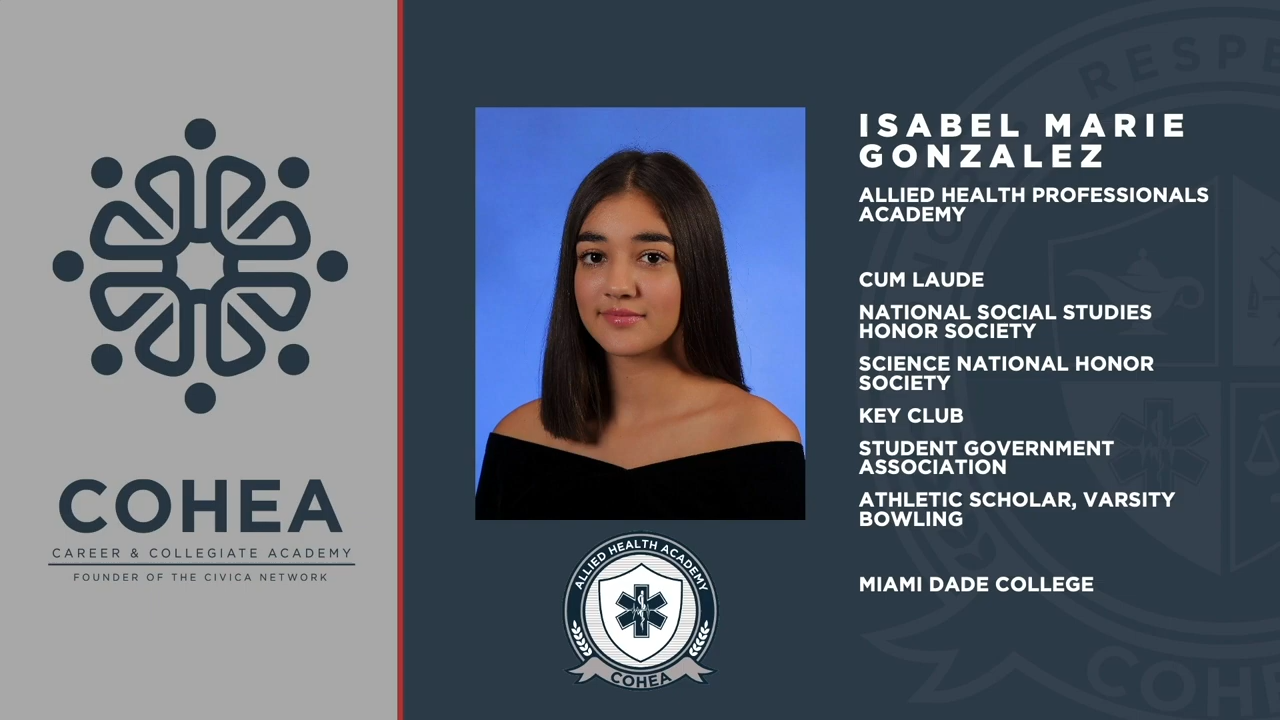 COHEA
CAREER & COLLEGIATE ACADEMY
FOUNDER OF THE CIVICA NETWORK
ALLIED HEALTH ACADEMY
COHEA
ISABEL MARIE
GONZALEZ
ALLIED HEALTH PROFESSIONALS
ACADEMY
CUM LAUDE
NATIONAL SOCIAL STUDIES
HONOR SOCIETY
SCIENCE NATIONAL HONOR
SOCIETY
KEY CLUB
STUDENT GOVERNMENT
ASSOCIATION
ATHLETIC SCHOLAR, VARSITY
BOWLING
MIAMI DADE COLLEGE
RESPE
COHE